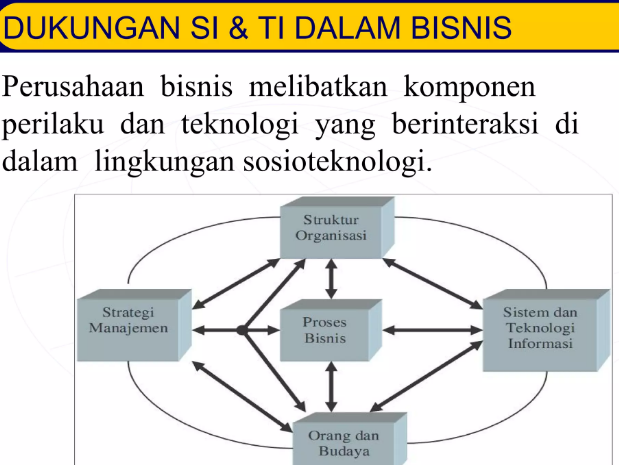 DUKUNGAN SI & TI DALAM BISNIS
Perusahaan bisnis melibatkan komponen
perilaku dan teknologi yang berinteraksi di
dalam lingkungan sosioteknologi.
Struktur
Organisasi
Strategi
Manajemen
Proses
Bisnis
Sistem dan
Teknologi
Informasi
Orang dan
Budaya